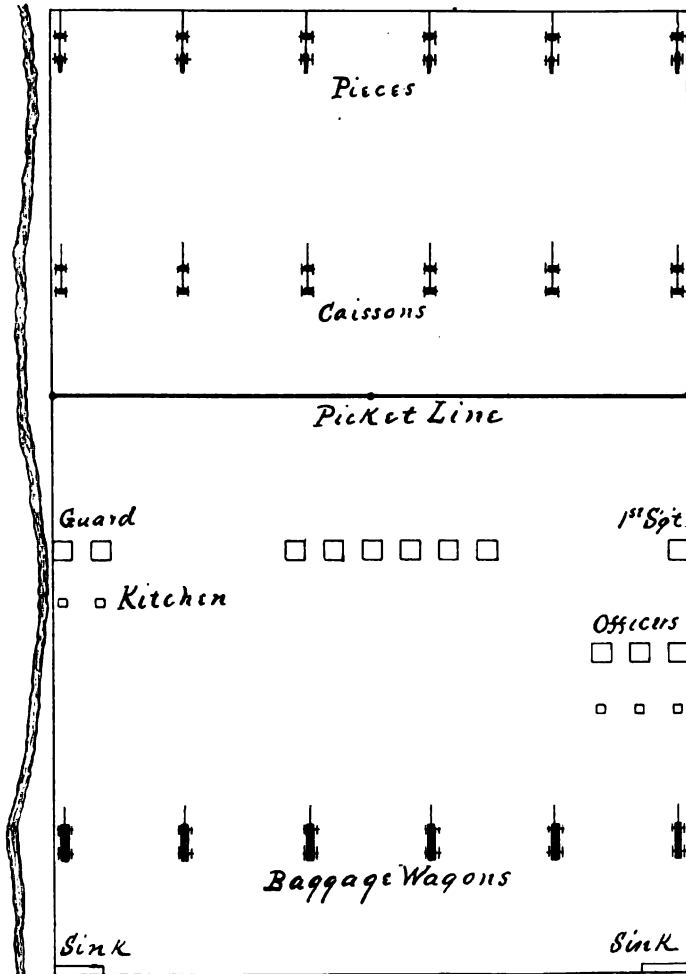 Pieces
Caissons
Picket Line
Guard
1st Sgt.
Kitchen
Officers
Baggage Wagons
Sink
Sink